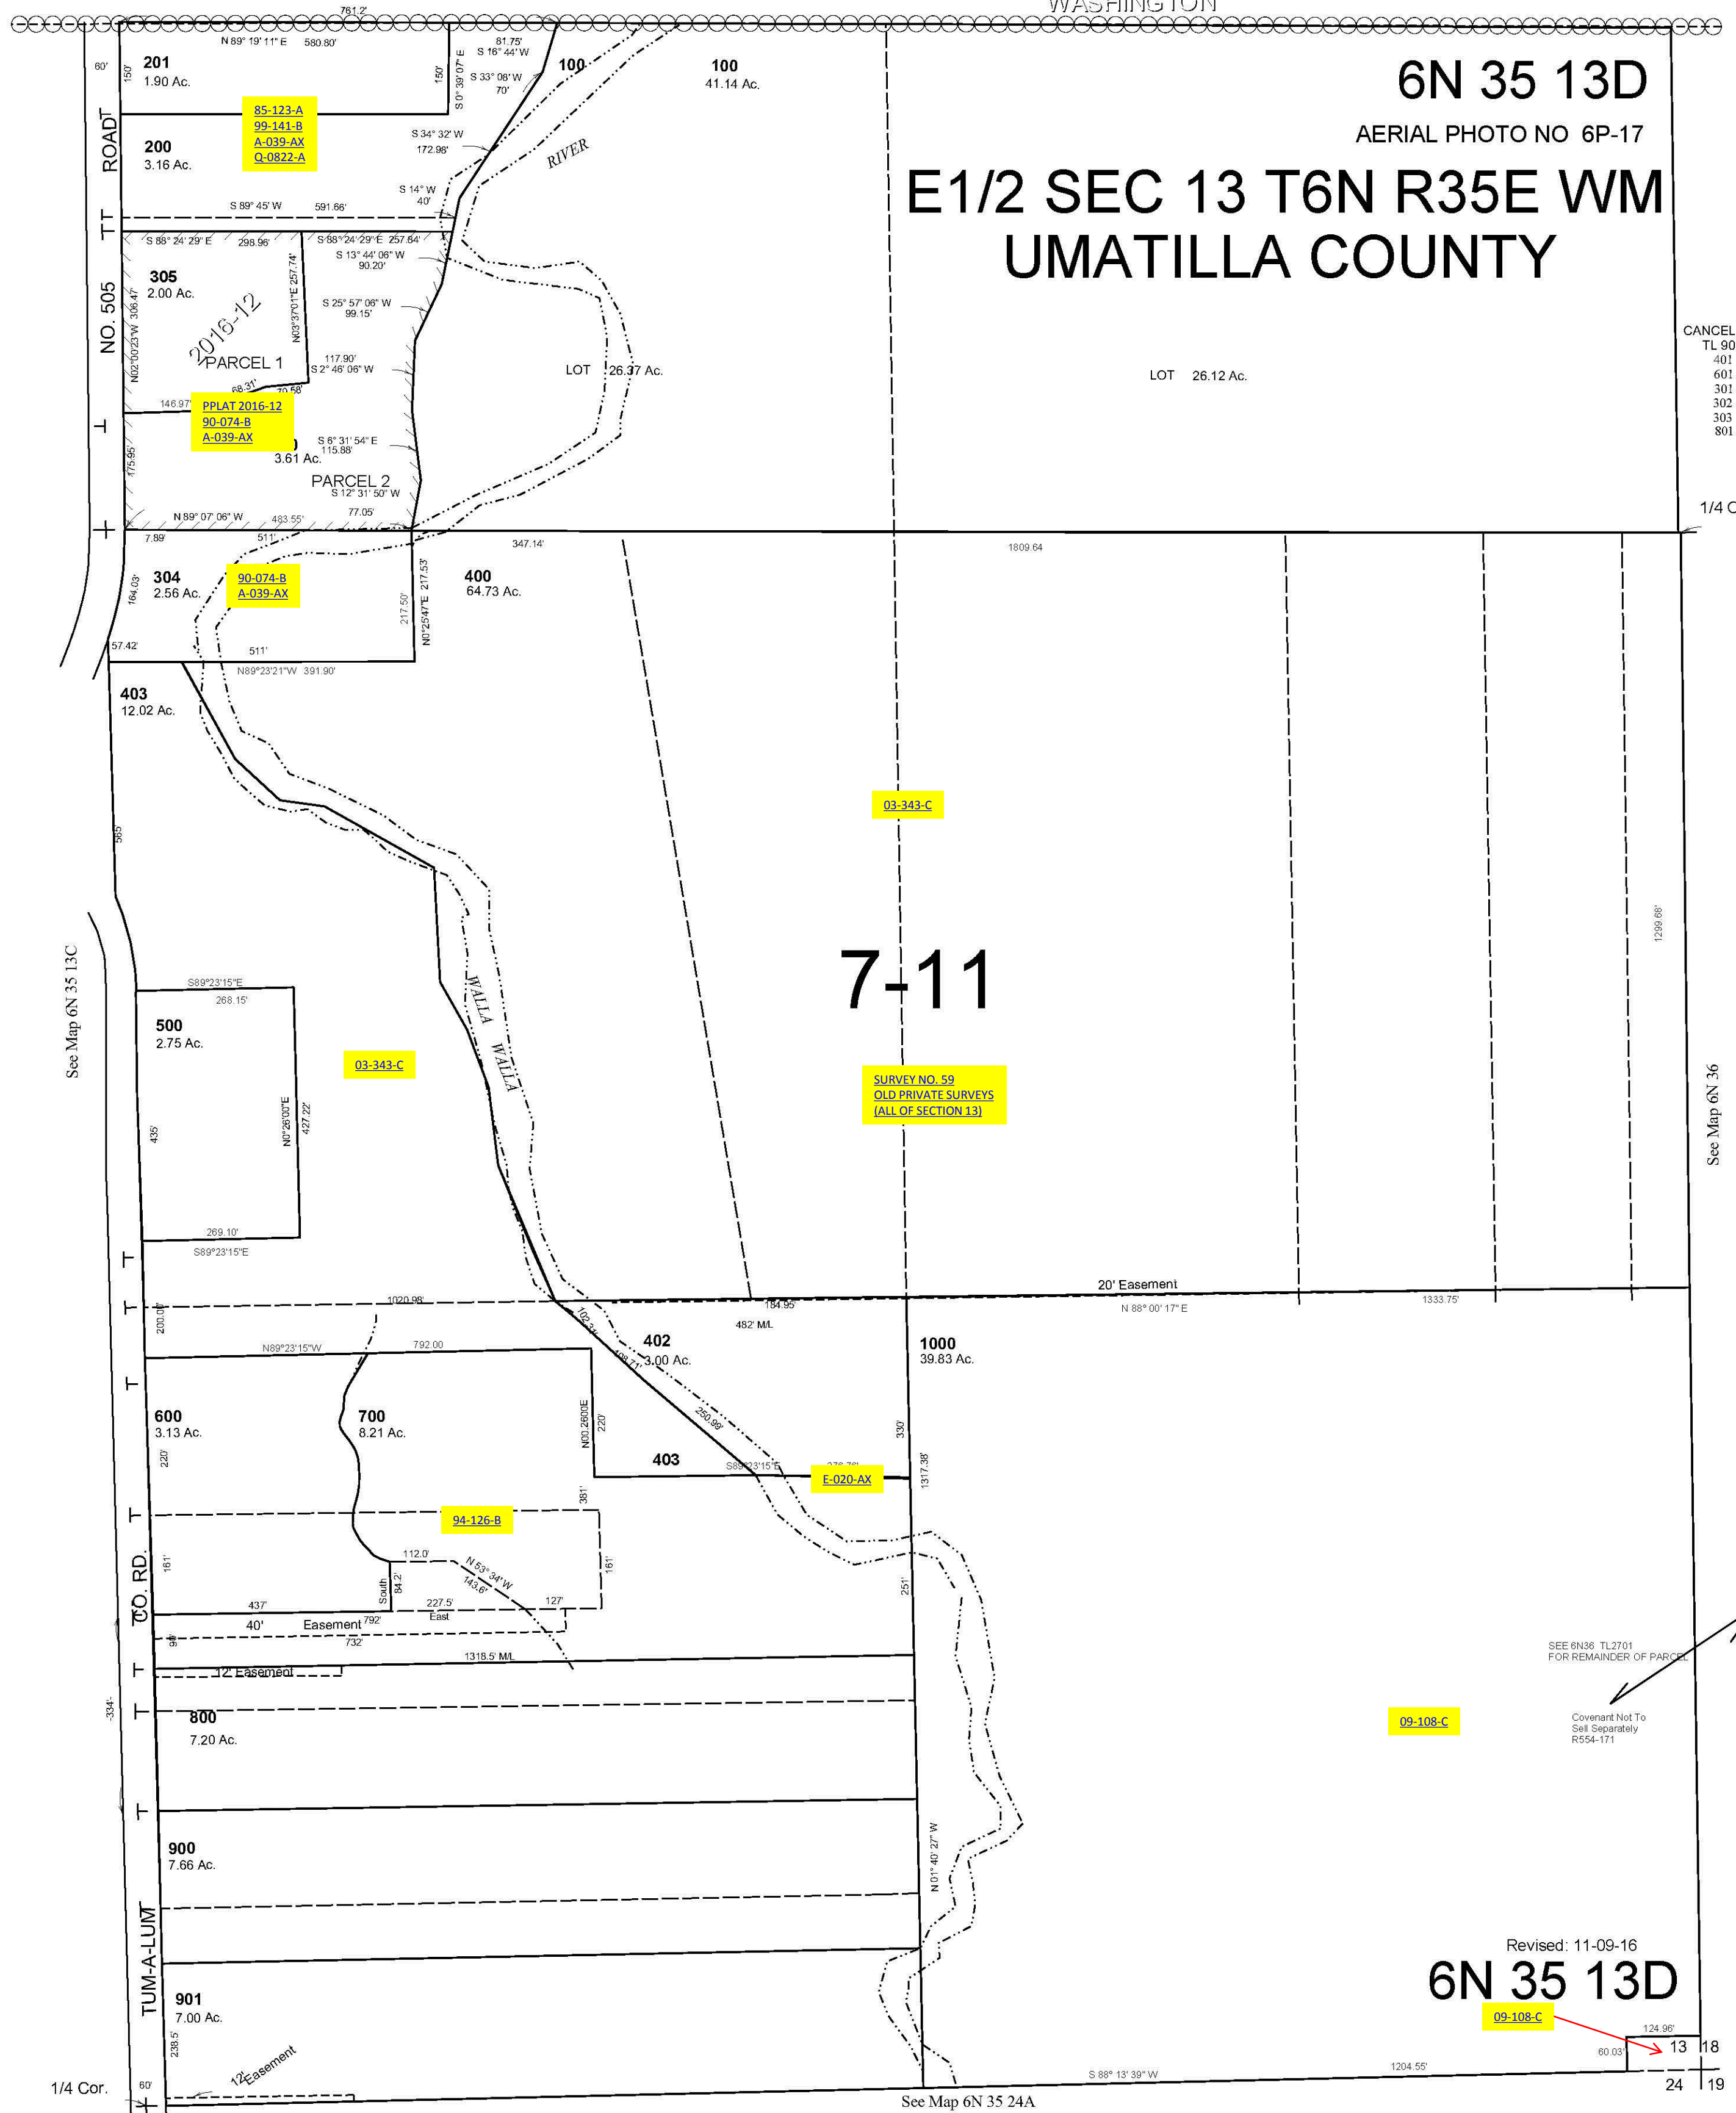 WASHINGTON
761.2'
N 89° 19' 11" E 580.80'
81.75'
S 16° 44' W
60'
150'
201
1.90 Ac.
150'
S 0° 39' 07" E
S 33° 08' W
70'
100
100
41.14 Ac.
6N 35 13D
AERIAL PHOTO NO 6P-17
E1/2 SEC 13 T6N R35E WM
UMATILLA COUNTY
85-123-A
99-141-B
A-039-AX
Q-0822-A
ROAD
200
3.16 Ac.
S 34° 32' W
172.96'
RIVER
S 14° W
40'
S 89° 45' W 591.66'
S 88° 24' 29" E 298.96'
S 88° 24' 29" E 257.64'
S 13° 44' 06" W
90.20'
305
2.00 Ac.
NO. 505
N02°00'23"W 306.47'
2016-12
N03°37'01"E 257.74'
S 25° 57' 06" W
99.15'
PARCEL 1
117.90'
S 2° 46' 06" W
LOT 26.37 Ac.
LOT 26.12 Ac.
CANCEL
TL 90
401
601
301
302
303
801
68.31'
70.58'
146.97'
PPLAT 2016-12
90-074-B
A-039-AX
175.95'
S 6° 31' 54" E
115.88'
3.61 Ac.
PARCEL 2
S 12° 31' 50" W
77.05'
N 89° 07' 06" W 483.55'
1/4 C
7.89'
511'
347.14'
1809.64
304
2.56 Ac.
164.03'
90-074-B
A-039-AX
217.50'
N0°25'47"E 217.53'
400
64.73 Ac.
57.42'
511'
N89°23'21"W 391.90'
403
12.02 Ac.
565'
03-343-C
1299.68'
See Map 6N 35 13C
7-11
S89°23'15"E
268.15'
WALLA WALLA
500
2.75 Ac.
03-343-C
SURVEY NO. 59
OLD PRIVATE SURVEYS
(ALL OF SECTION 13)
See Map 6N 36
435'
N0°26'00"E
427.22'
269.10'
S89°23'15"E
20' Easement
1020.98'
184.95'
N 88° 00' 17" E
1333.75'
200.00'
102.31'
482' M/L
402
3.00 Ac.
1000
39.83 Ac.
N89°23'15"W 792.00
250.99'
600
3.13 Ac.
700
8.21 Ac.
N00.2600E
220'
330'
220'
403
S89°23'15"E
E-020-AX
1317.38'
381'
94-126-B
CO. RD.
161'
112.0'
N 53° 34' W
143.6'
161'
South
84.2'
251'
437'
227.5'
127'
40' Easement
792'
East
732'
1318.5' M/L
12' Easement
SEE 6N36 TL2701
FOR REMAINDER OF PARCEL
334'
800
7.20 Ac.
09-108-C
Covenant Not To
Sell Separately
R554-171
900
7.66 Ac.
N 01° 40' 27" W
TUM-A-LUM
Revised: 11-09-16
6N 35 13D
901
7.00 Ac.
09-108-C
238.5'
124.96'
60.03'
13 18
12' Easement
1204.55'
S 88° 13' 39" W
24 19
1/4 Cor.
60'
See Map 6N 35 24A